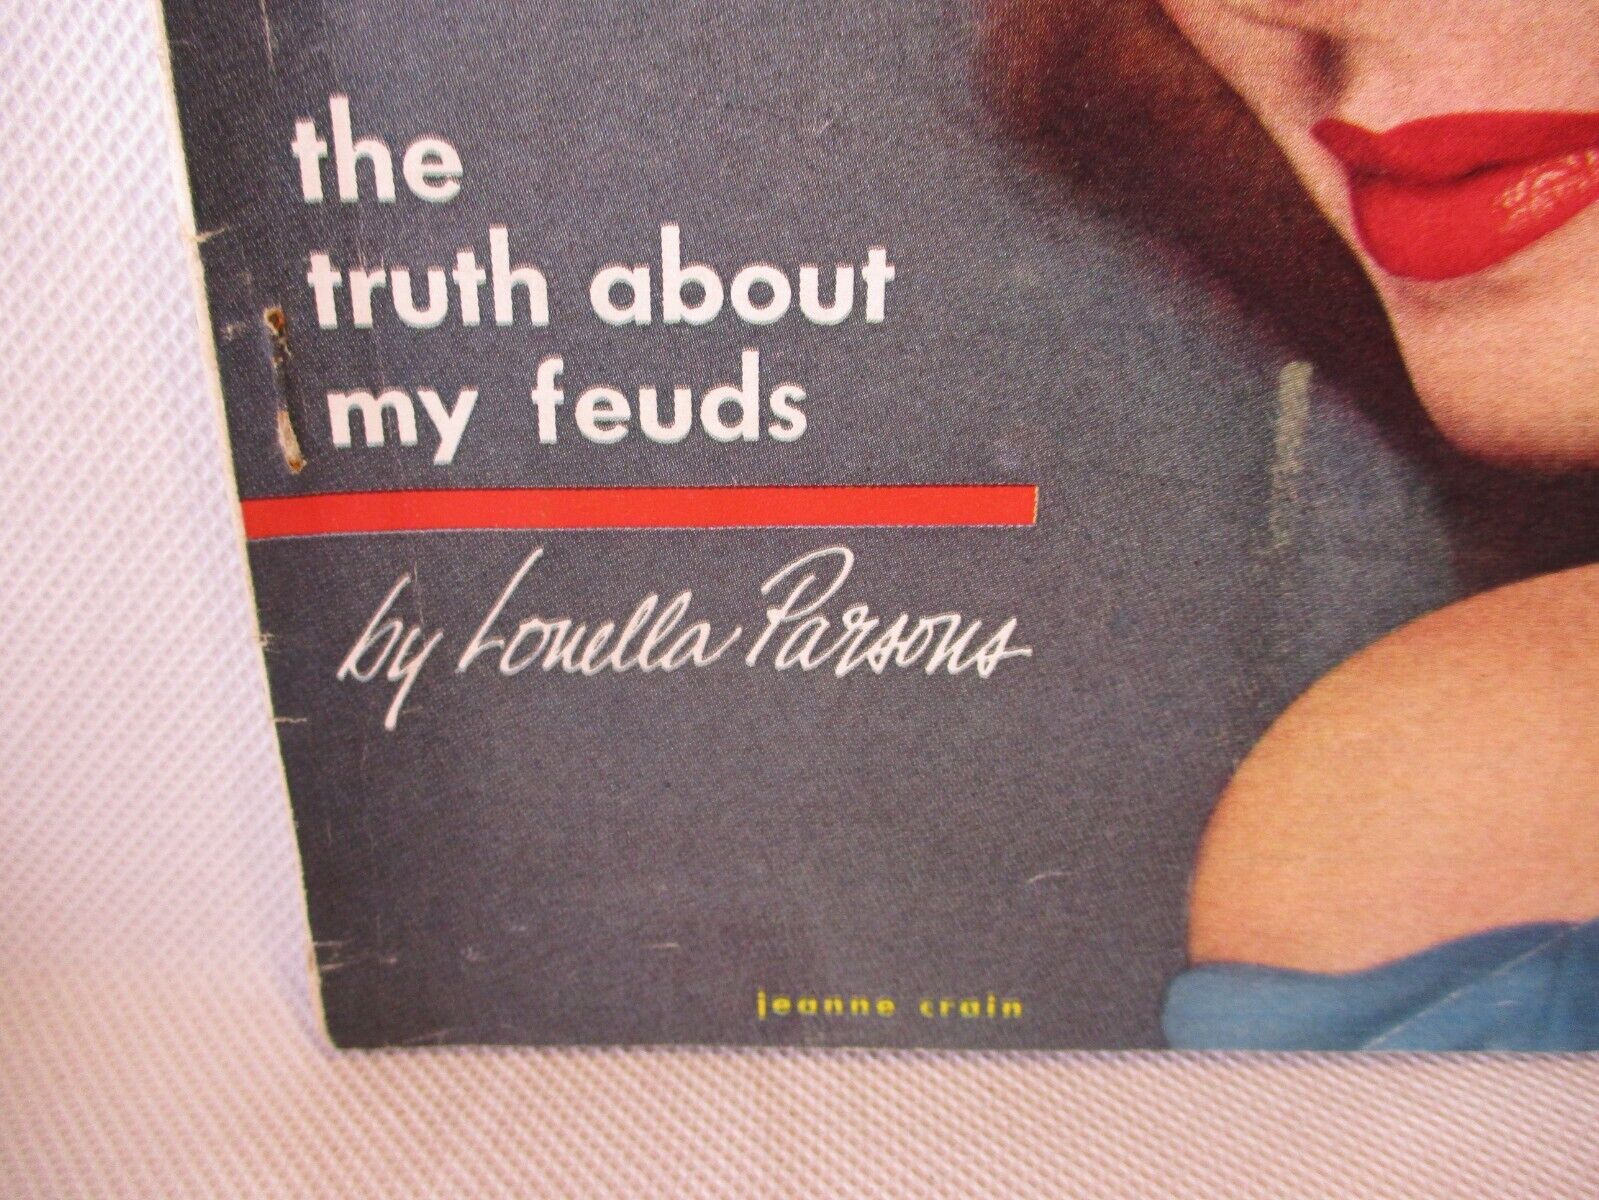 the
truth about
my feuds
by Louella Parsons
jeanne crain